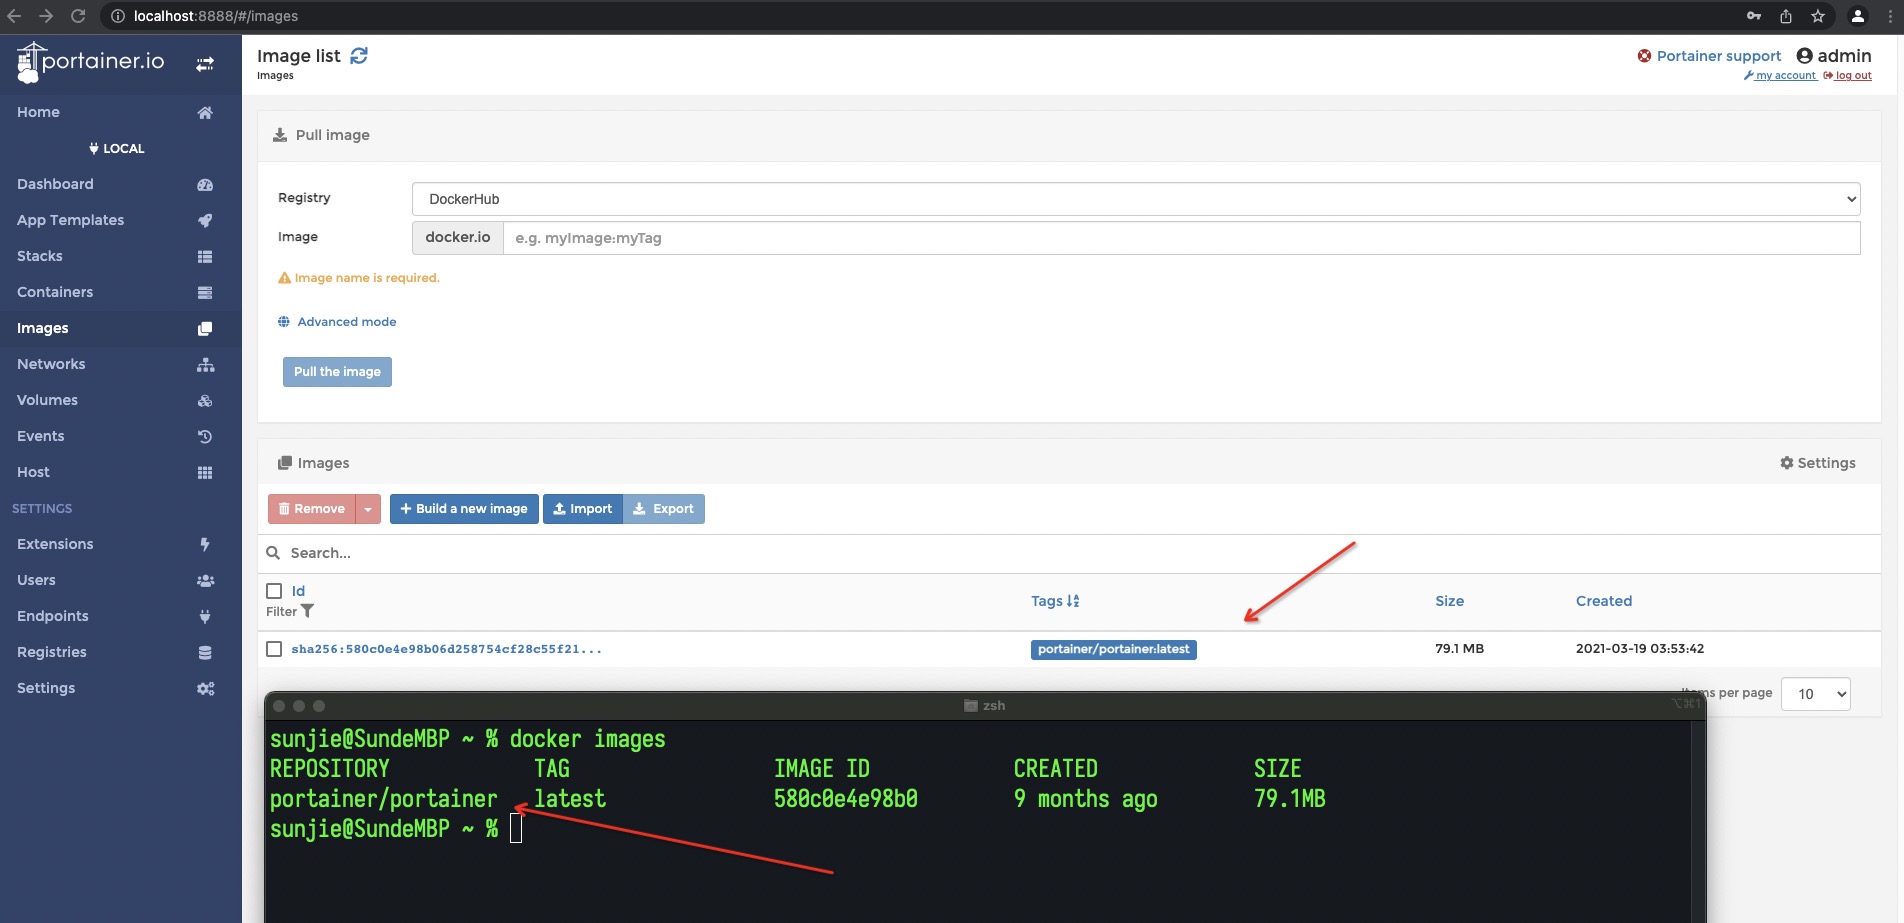 localhost:8888/#/images
portainer.io
Home
LOCAL
Dashboard
App Templates
Stacks
Containers
Images
Networks
Volumes
Events
Host
SETTINGS
Extensions
Users
Endpoints
Registries
Settings
Image list
Images
Portainer support admin
my account log out
Pull image
Registry DockerHub
Image docker.io e.g. myImage:myTag
Image name is required.
Advanced mode
Pull the image
Images Settings
Remove Build a new image Import Export
Search...
Id Tags Size Created
Filter
sha256:580c0e4e98b06d258754cf28c55f21... portainer/portainer:latest 79.1 MB 2021-03-19 03:53:42
Items per page 10
zsh ⌥⌘1
sunjie@SundeMBP ~ % docker images
REPOSITORY TAG IMAGE ID CREATED SIZE
portainer/portainer latest 580c0e4e98b0 9 months ago 79.1MB
sunjie@SundeMBP ~ %